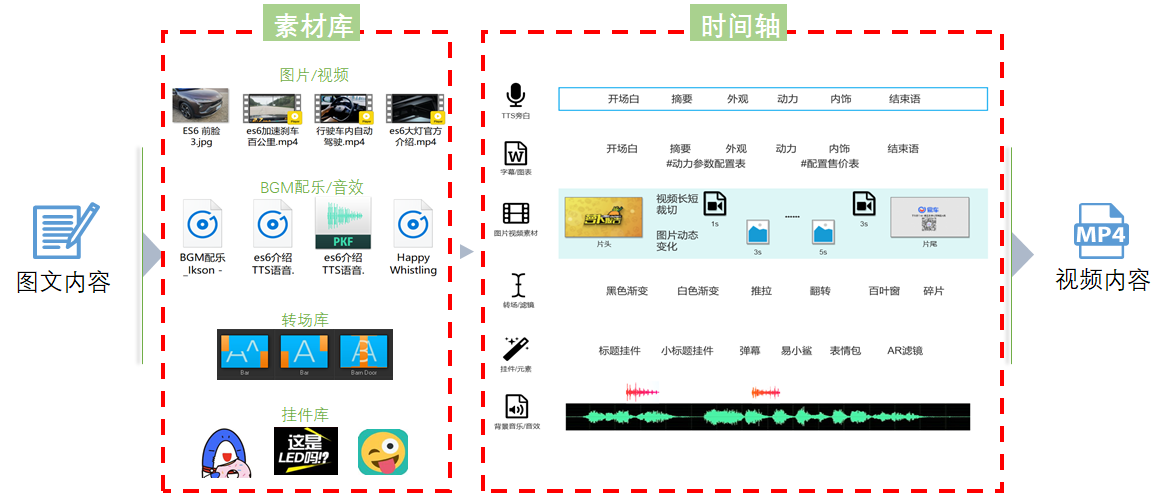 素材库
时间轴
图文内容
图片/视频
ES6 前脸
3.jpg
es6加速刹车
百公里.mp4
行驶车内自动
驾驶.mp4
es6大灯官方
介绍.mp4
BGM配乐/音效
PKF
BGM配乐
_Ikson -
es6介绍
TTS语音.
es6介绍
TTS语音.
Happy
Whistling
转场库
Bar
Bar
Barn Door
挂件库
这是
LED吗!?
TTS旁白
开场白 摘要 外观 动力 内饰 结束语
字幕/图表
开场白 摘要 外观 动力 内饰 结束语
#动力参数配置表 #配置售价表
图片视频素材
片头
视频长短
裁切
图片动态
变化
1s
3s
......
5s
3s
易车
片尾
转场/滤镜
黑色渐变 白色渐变 推拉 翻转 百叶窗 碎片
挂件/元素
标题挂件 小标题挂件 弹幕 易小鲨 表情包 AR滤镜
背景音乐/音效
MP4
视频内容